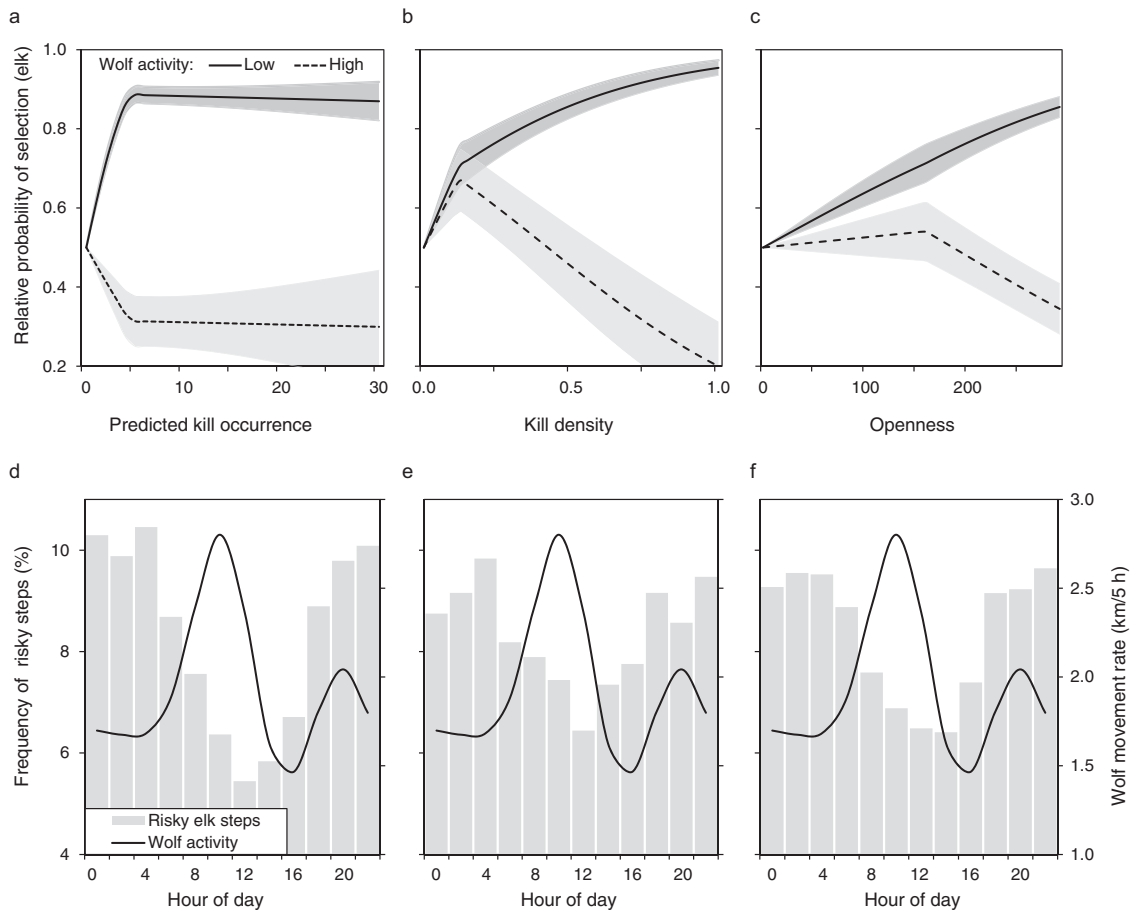 a b c
Relative probability of selection (elk)
1.0
0.8
0.6
0.4
0.2
Wolf activity: Low High
0 10 20 30
0.0 0.5 1.0
0 100 200
Predicted kill occurrence
Kill density
Openness
d e f
Frequency of risky steps (%)
10
8
6
4
Risky elk steps
Wolf activity
3.0
2.5
2.0
1.5
1.0
Wolf movement rate (km/5 h)
0 4 8 12 16 20
0 4 8 12 16 20
0 4 8 12 16 20
Hour of day
Hour of day
Hour of day